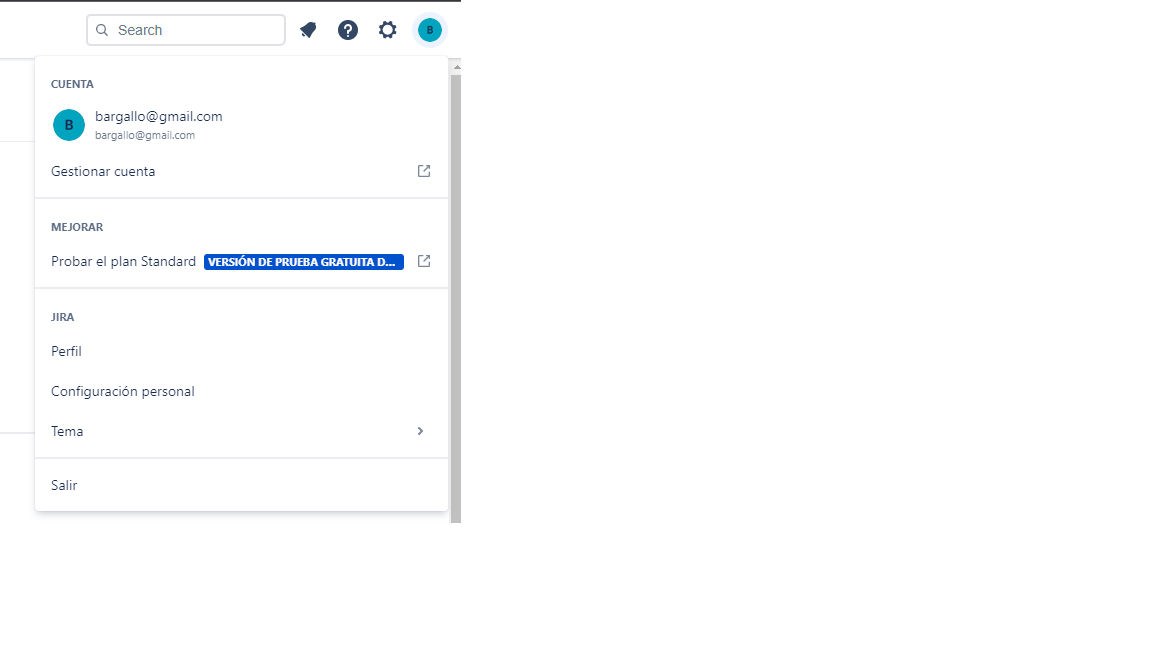 Search
B
CUENTA
B
bargallo@gmail.com
bargallo@gmail.com
Gestionar cuenta
MEJORAR
Probar el plan Standard VERSIÓN DE PRUEBA GRATUITA D...
JIRA
Perfil
Configuración personal
Tema
Salir